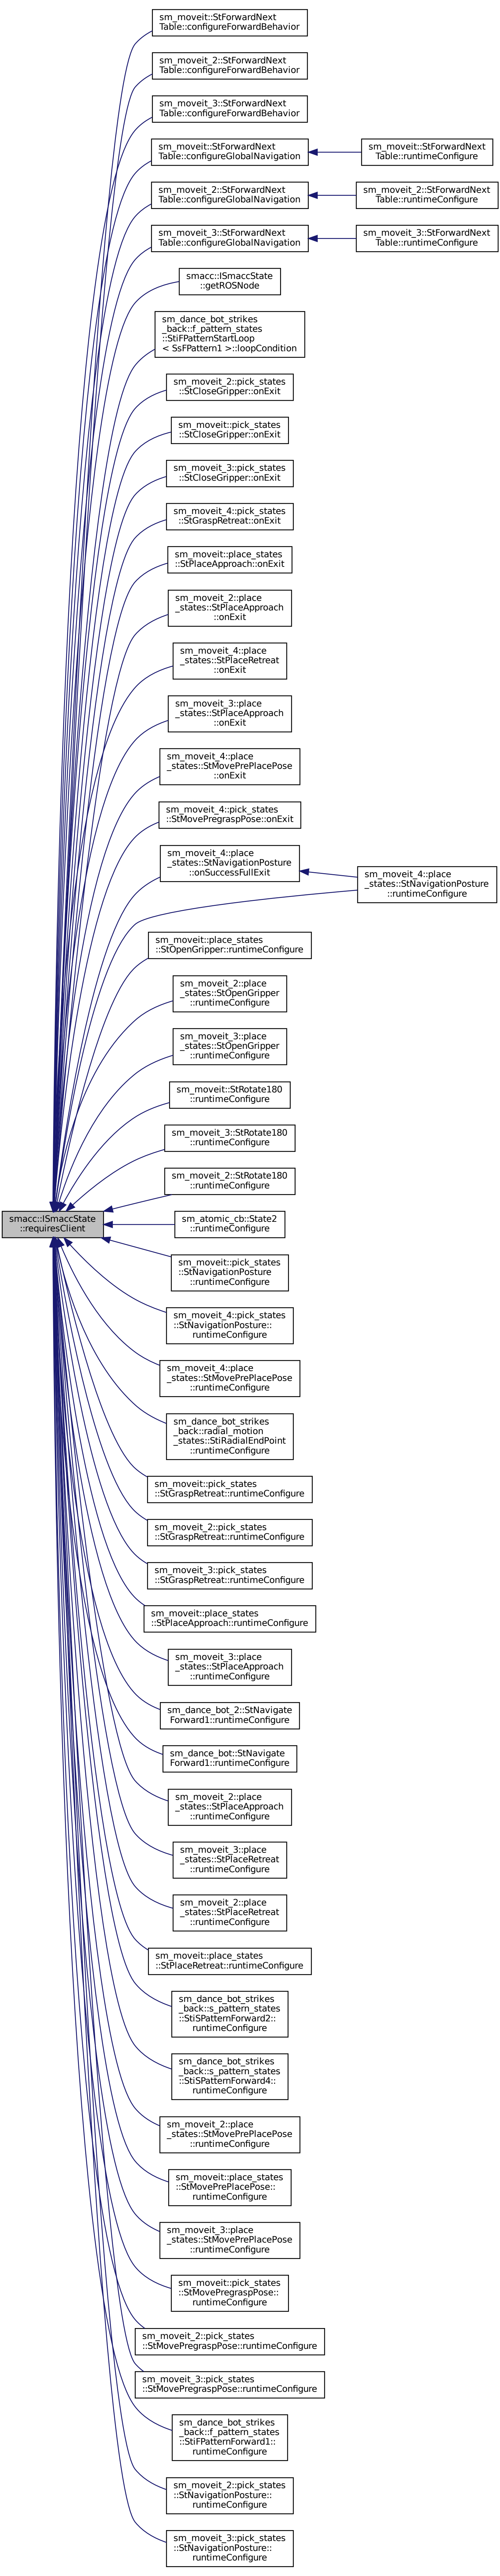 sm_moveit::StForwardNext
Table::configureForwardBehavior
sm_moveit_2::StForwardNext
Table::configureForwardBehavior
sm_moveit_3::StForwardNext
Table::configureForwardBehavior
sm_moveit::StForwardNext
Table::configureGlobalNavigation
sm_moveit::StForwardNext
Table::runtimeConfigure
sm_moveit_2::StForwardNext
Table::configureGlobalNavigation
sm_moveit_2::StForwardNext
Table::runtimeConfigure
sm_moveit_3::StForwardNext
Table::configureGlobalNavigation
sm_moveit_3::StForwardNext
Table::runtimeConfigure
smacc::ISmaccState
::getROSNode
sm_dance_bot_strikes
_back::f_pattern_states
::StiFPatternStartLoop
< SsFPattern1 >::loopCondition
sm_moveit_2::pick_states
::StCloseGripper::onExit
sm_moveit::pick_states
::StCloseGripper::onExit
sm_moveit_3::pick_states
::StCloseGripper::onExit
sm_moveit_4::pick_states
::StGraspRetreat::onExit
sm_moveit::place_states
::StPlaceApproach::onExit
sm_moveit_2::place
_states::StPlaceApproach
::onExit
sm_moveit_4::place
_states::StPlaceRetreat
::onExit
sm_moveit_3::place
_states::StPlaceApproach
::onExit
sm_moveit_4::place
_states::StMovePrePlacePose
::onExit
sm_moveit_4::pick_states
::StMovePregraspPose::onExit
sm_moveit_4::place
_states::StNavigationPosture
::onSuccessFullExit
sm_moveit_4::place
_states::StNavigationPosture
::runtimeConfigure
sm_moveit::place_states
::StOpenGripper::runtimeConfigure
sm_moveit_2::place
_states::StOpenGripper
::runtimeConfigure
sm_moveit_3::place
_states::StOpenGripper
::runtimeConfigure
sm_moveit::StRotate180
::runtimeConfigure
sm_moveit_3::StRotate180
::runtimeConfigure
sm_moveit_2::StRotate180
::runtimeConfigure
smacc::ISmaccState
::requiresClient
sm_atomic_cb::State2
::runtimeConfigure
sm_moveit::pick_states
::StNavigationPosture
::runtimeConfigure
sm_moveit_4::pick_states
::StNavigationPosture::
runtimeConfigure
sm_moveit_4::place
_states::StMovePrePlacePose
::runtimeConfigure
sm_dance_bot_strikes
_back::radial_motion
_states::StiRadialEndPoint
::runtimeConfigure
sm_moveit::pick_states
::StGraspRetreat::runtimeConfigure
sm_moveit_2::pick_states
::StGraspRetreat::runtimeConfigure
sm_moveit_3::pick_states
::StGraspRetreat::runtimeConfigure
sm_moveit::place_states
::StPlaceApproach::runtimeConfigure
sm_moveit_3::place
_states::StPlaceApproach
::runtimeConfigure
sm_dance_bot_2::StNavigate
Forward1::runtimeConfigure
sm_dance_bot::StNavigate
Forward1::runtimeConfigure
sm_moveit_2::place
_states::StPlaceApproach
::runtimeConfigure
sm_moveit_3::place
_states::StPlaceRetreat
::runtimeConfigure
sm_moveit_2::place
_states::StPlaceRetreat
::runtimeConfigure
sm_moveit::place_states
::StPlaceRetreat::runtimeConfigure
sm_dance_bot_strikes
_back::s_pattern_states
::StiSPatternForward2::
runtimeConfigure
sm_dance_bot_strikes
_back::s_pattern_states
::StiSPatternForward4::
runtimeConfigure
sm_moveit_2::place
_states::StMovePrePlacePose
::runtimeConfigure
sm_moveit::place_states
::StMovePrePlacePose::
runtimeConfigure
sm_moveit_3::place
_states::StMovePrePlacePose
::runtimeConfigure
sm_moveit::pick_states
::StMovePregraspPose::
runtimeConfigure
sm_moveit_2::pick_states
::StMovePregraspPose::runtimeConfigure
sm_moveit_3::pick_states
::StMovePregraspPose::runtimeConfigure
sm_dance_bot_strikes
_back::f_pattern_states
::StiFPatternForward1::
runtimeConfigure
sm_moveit_2::pick_states
::StNavigationPosture::
runtimeConfigure
sm_moveit_3::pick_states
::StNavigationPosture::
runtimeConfigure